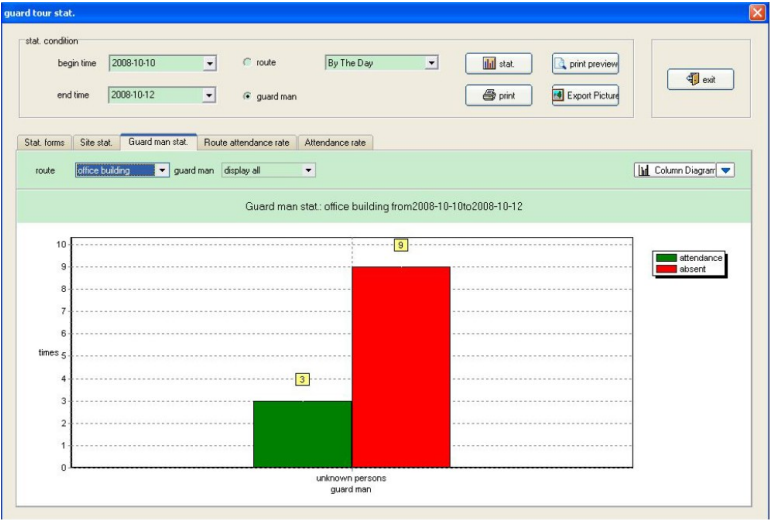 guard tour stat.
stat. condition
begin time 2008-10-10 route By The Day stat. print preview
exit
end time 2008-10-12 guard man print Export Picture
Stat. forms Site stat. Guard man stat. Route attendance rate Attendance rate
route office building guard man display all Column Diagram
Guard man stat.: office building from2008-10-10to2008-10-12
10
9
8
7
6
times 5
4
3
2
1
0
9
3
attendance
absent
unknown persons
guard man